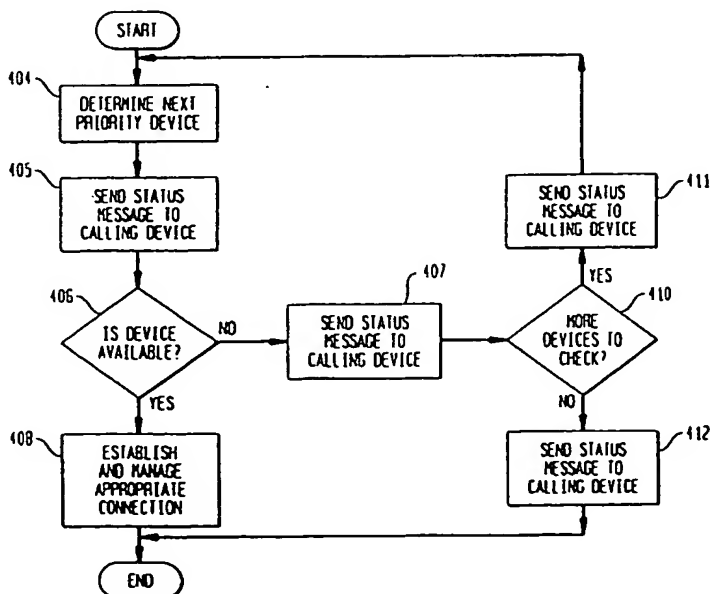 START
404
DETERMINE NEXT
PRIORITY DEVICE
405
SEND STATUS
MESSAGE TO
CALLING DEVICE
406
IS DEVICE
AVAILABLE?
NO
YES
407
SEND STATUS
MESSAGE TO
CALLING DEVICE
410
MORE
DEVICES TO
CHECK?
YES
NO
411
SEND STATUS
MESSAGE TO
CALLING DEVICE
412
SEND STATUS
MESSAGE TO
CALLING DEVICE
408
ESTABLISH
AND MANAGE
APPROPRIATE
CONNECTION
END